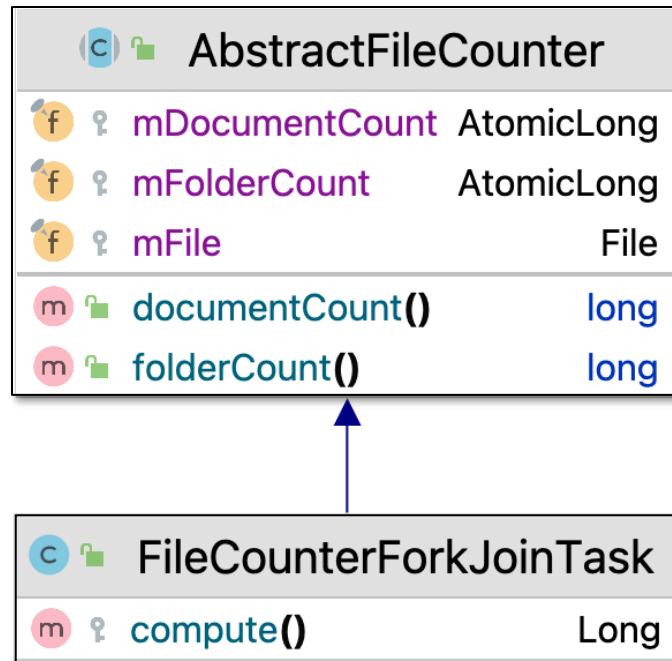 C AbstractFileCounter
f mDocumentCount AtomicLong
f mFolderCount AtomicLong
f mFile File
m documentCount() long
m folderCount() long
C FileCounterForkJoinTask
m compute() Long